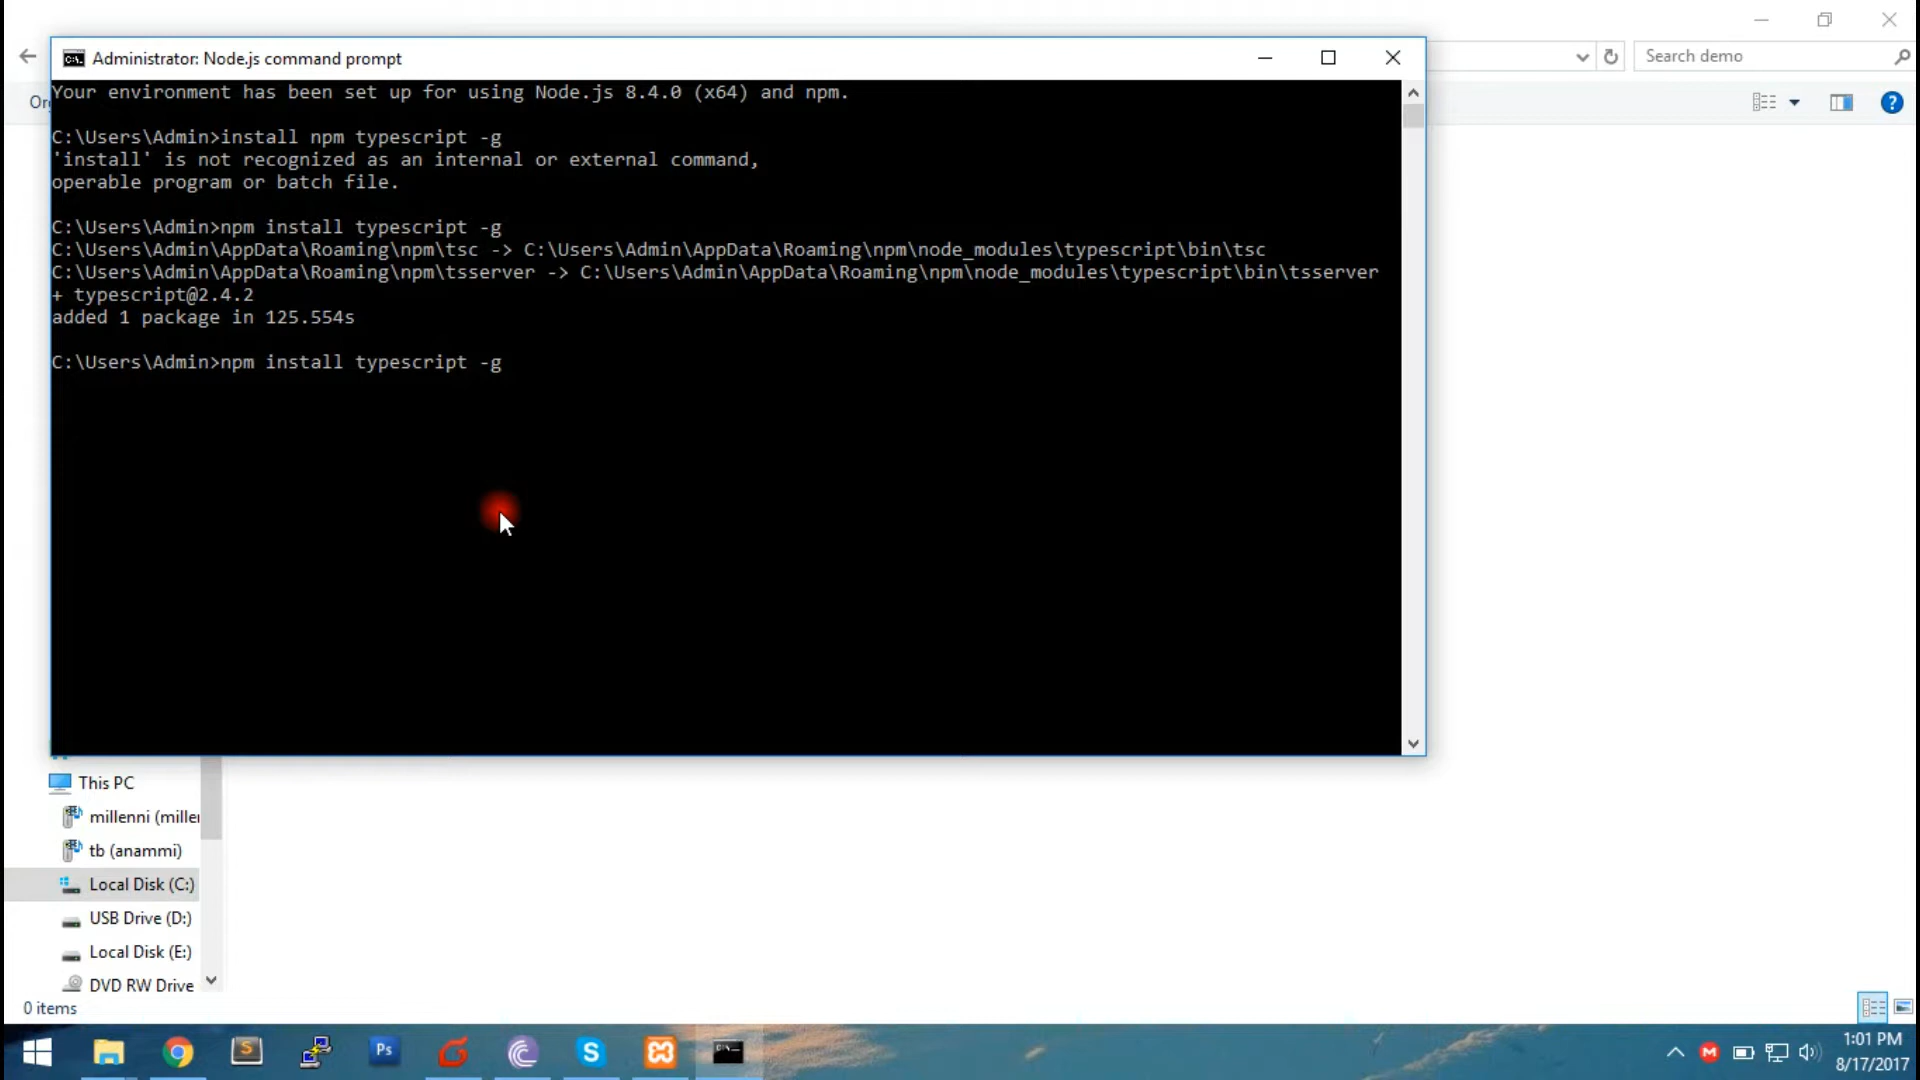 Search demo
Administrator: Node.js command prompt
Your environment has been set up for using Node.js 8.4.0 (x64) and npm.
C:\Users\Admin>install npm typescript -g
'install' is not recognized as an internal or external command,
operable program or batch file.
C:\Users\Admin>npm install typescript -g
C:\Users\Admin\AppData\Roaming\npm\tsc -> C:\Users\Admin\AppData\Roaming\npm\node_modules\typescript\bin\tsc
C:\Users\Admin\AppData\Roaming\npm\tsserver -> C:\Users\Admin\AppData\Roaming\npm\node_modules\typescript\bin\tsserver
+ typescript@2.4.2
added 1 package in 125.554s
C:\Users\Admin>npm install typescript -g
This PC
millenni (miller
tb (anammi)
Local Disk (C:)
USB Drive (D:)
Local Disk (E:)
DVD RW Drive
0 items
Ps
1:01 PM
8/17/2017